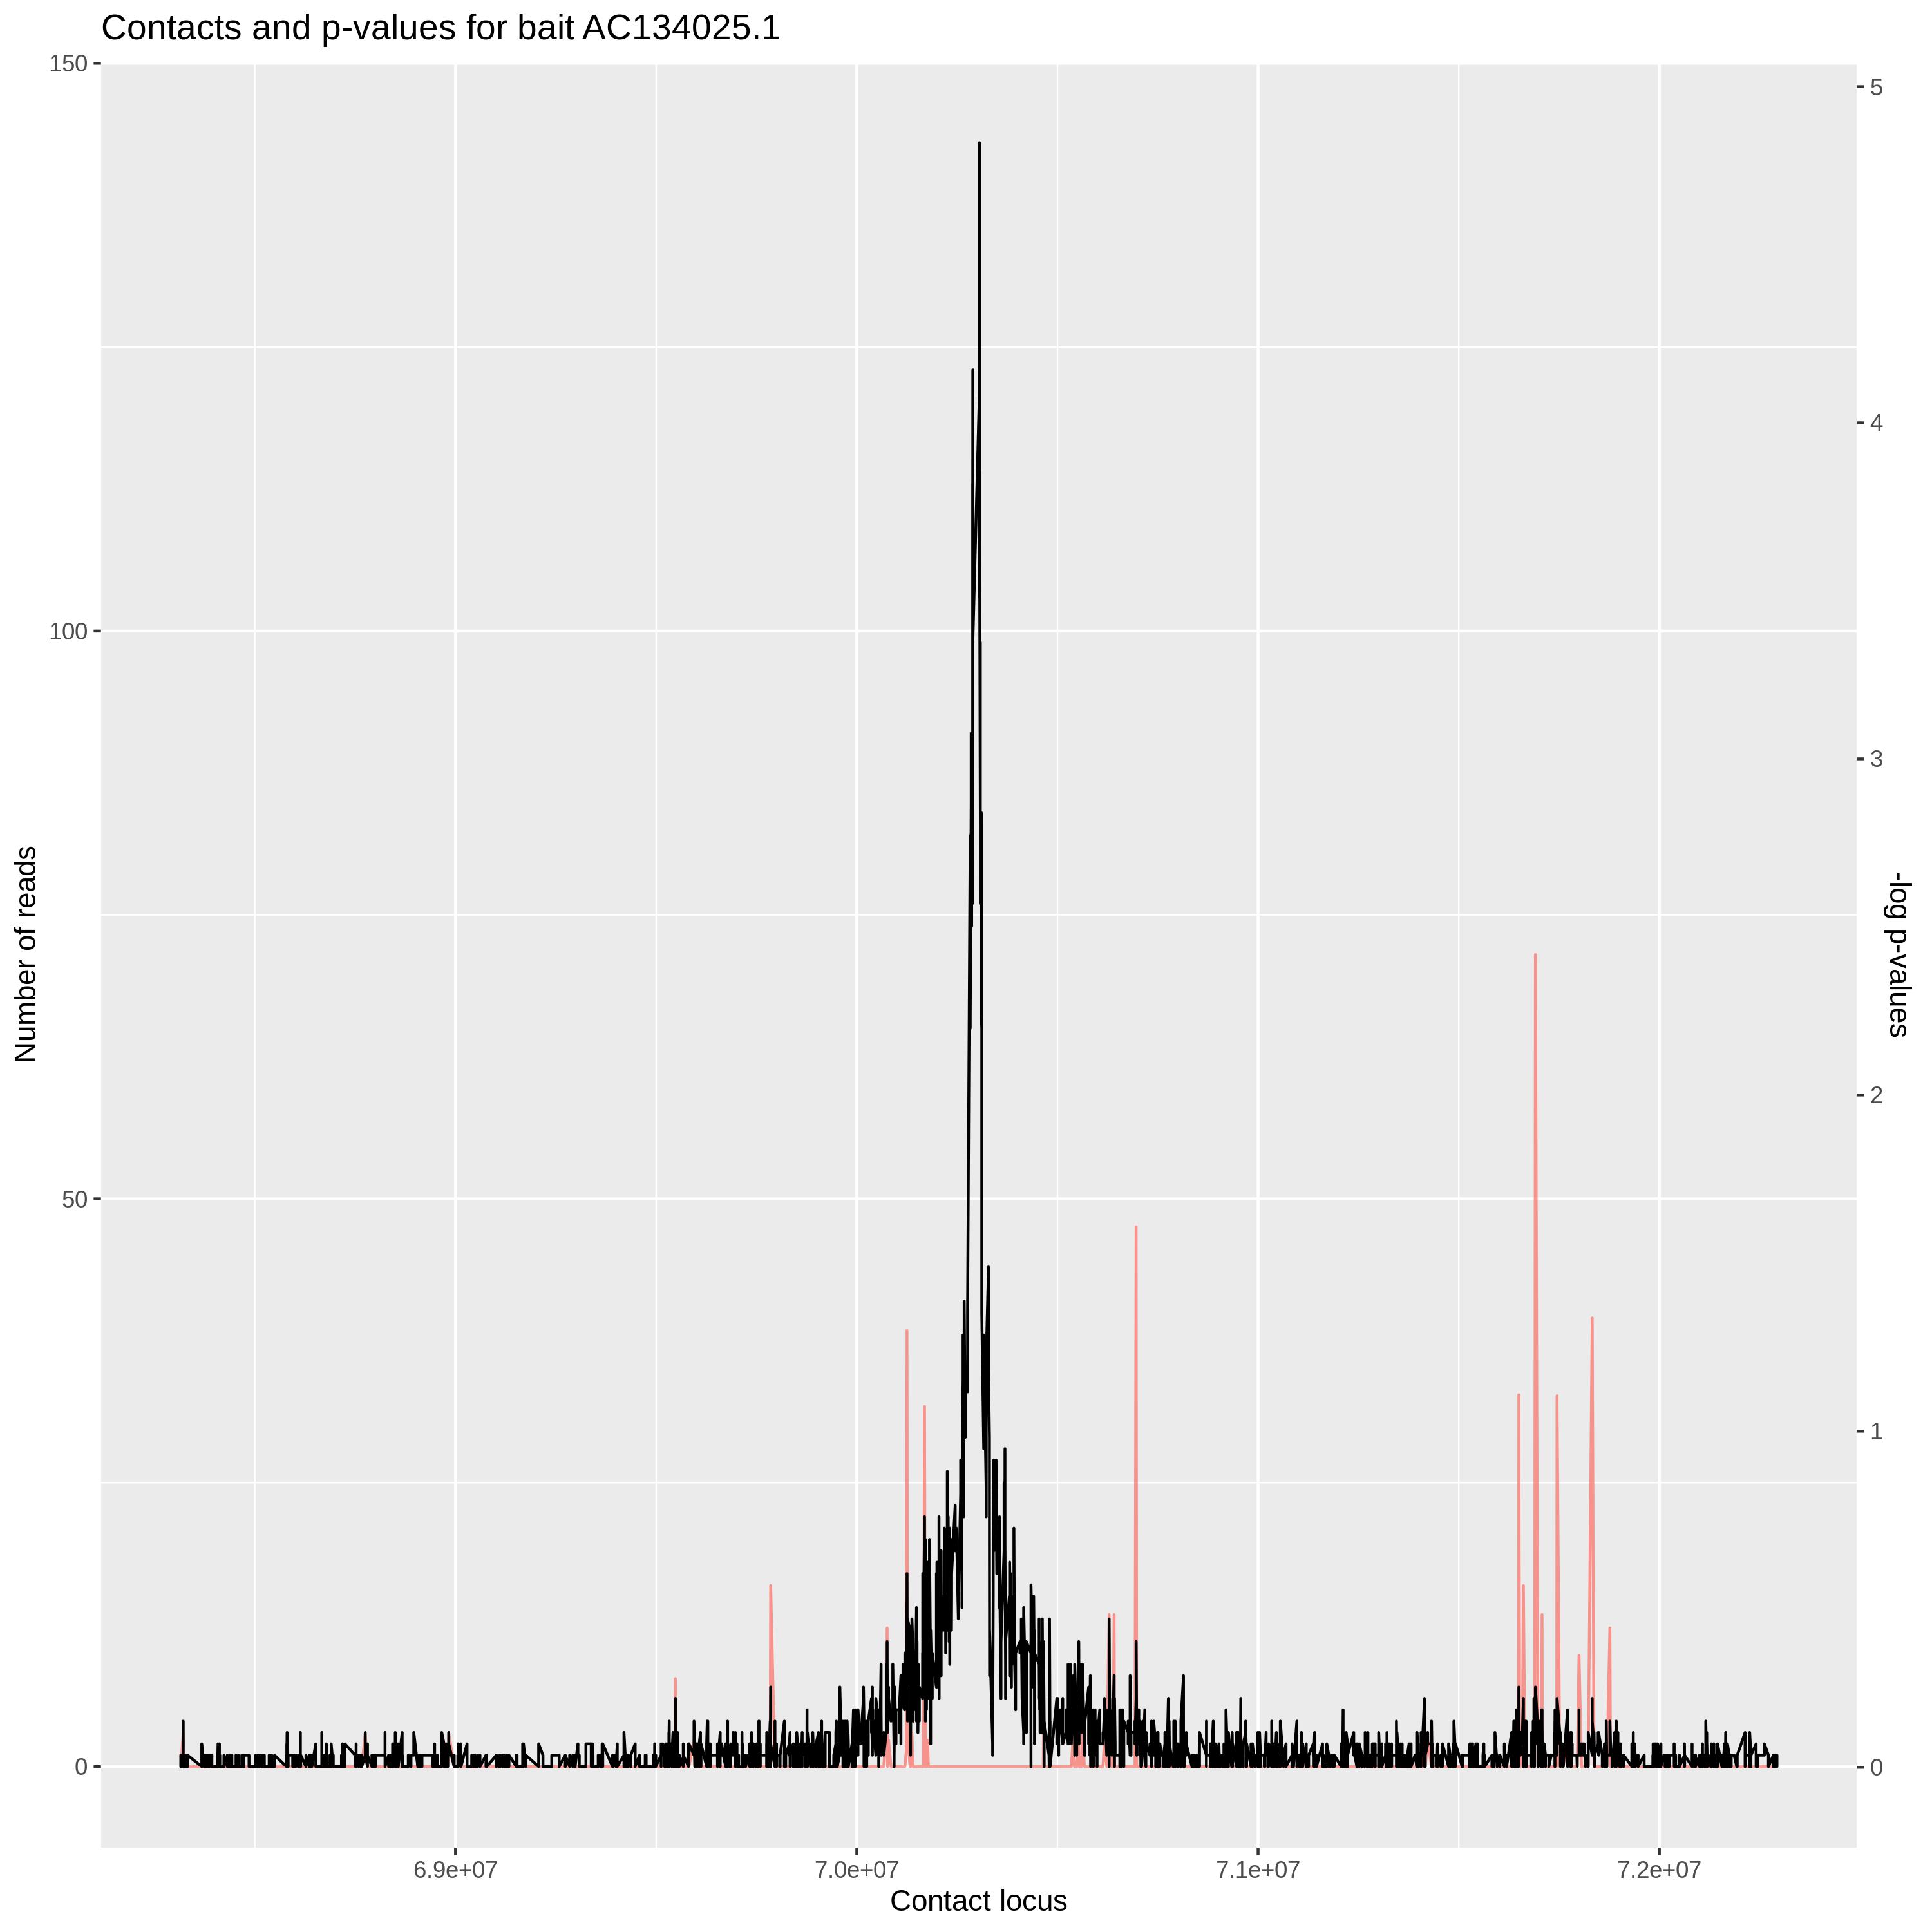 Contacts and p-values for bait AC134025.1
150
100
50
0
Number of reads
5
4
3
2
1
0
-log p-values
6.9e+07 7.0e+07 7.1e+07 7.2e+07
Contact locus